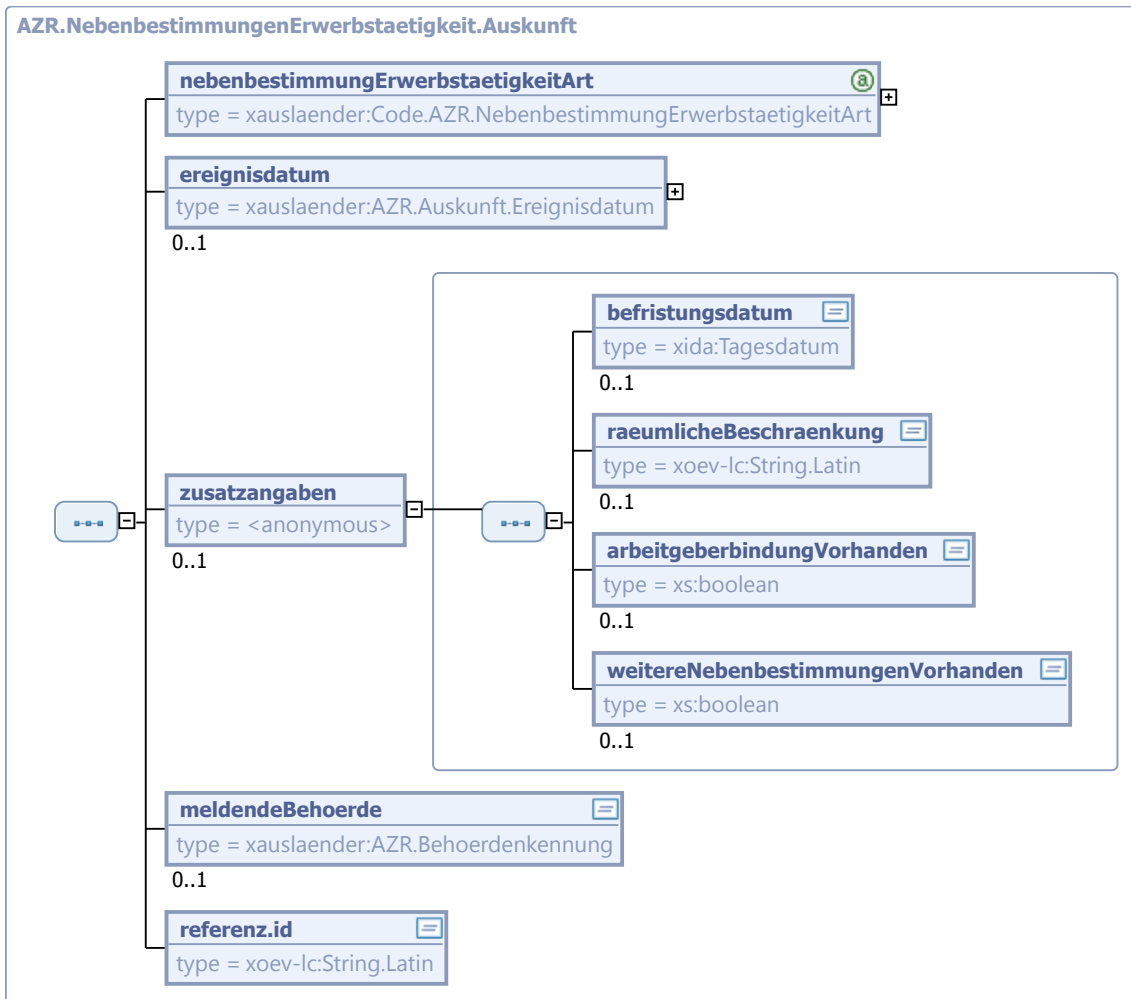 AZR.NebenbestimmungenErwerbstaetigkeit.Auskunft
nebenbestimmungErwerbstaetigkeitArt
type = xauslaender:Code.AZR.NebenbestimmungErwerbstaetigkeitArt
ereignisdatum
type = xauslaender:AZR.Auskunft.Ereignisdatum
0..1
zusatzangaben
type = <anonymous>
0..1
befristungsdatum
type = xida:Tagesdatum
0..1
raeumlicheBeschraenkung
type = xoev-lc:String.Latin
0..1
arbeitgeberbindungVorhanden
type = xs:boolean
0..1
weitereNebenbestimmungenVorhanden
type = xs:boolean
0..1
meldendeBehoerde
type = xauslaender:AZR.Behoerdenkennung
0..1
referenz.id
type = xoev-lc:String.Latin